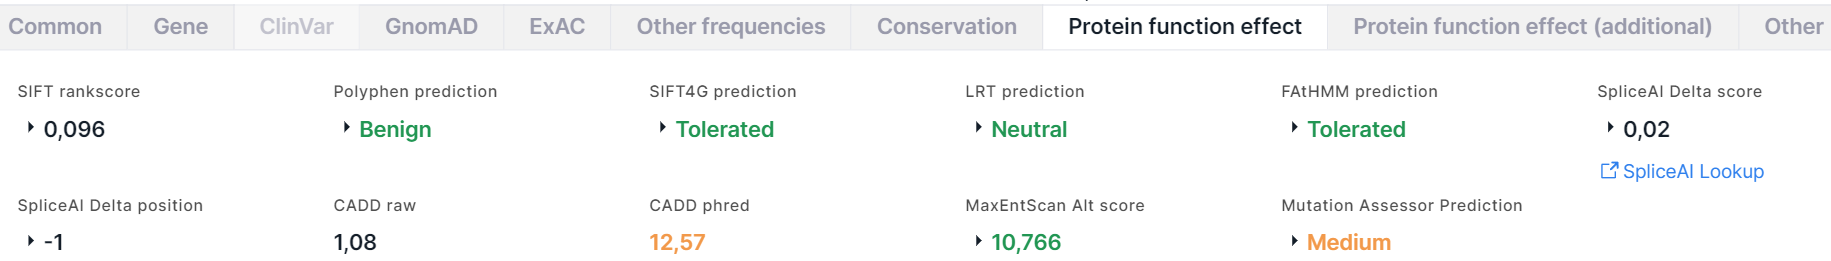 Common Gene ClinVar GnomAD ExAC Other frequencies Conservation Protein function effect Protein function effect (additional) Other
SIFT rankscore Polyphen prediction SIFT4G prediction LRT prediction FAtHMM prediction SpliceAI Delta score
0,096 Benign Tolerated Neutral Tolerated 0,02
SpliceAI Lookup
SpliceAI Delta position CADD raw CADD phred MaxEntScan Alt score Mutation Assessor Prediction
-1 1,08 12,57 10,766 Medium